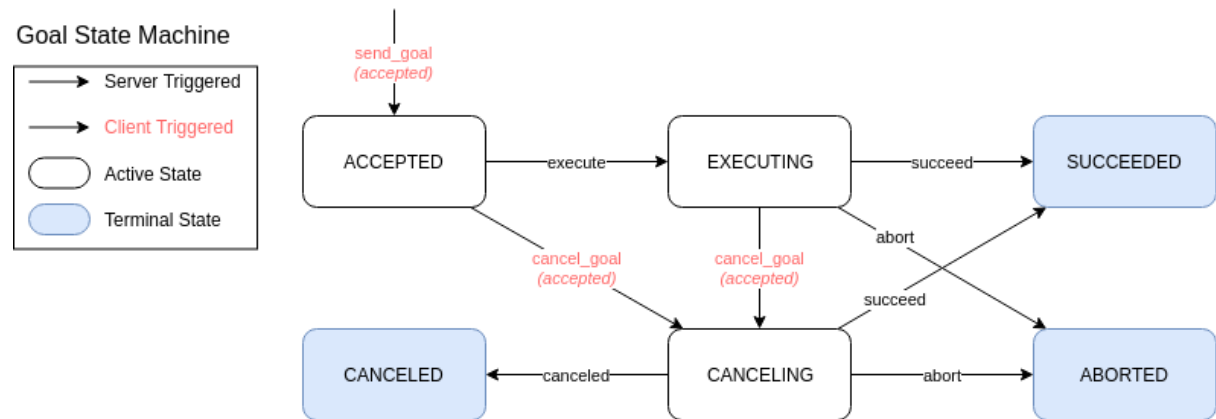 Goal State Machine
Server Triggered
Client Triggered
Active State
Terminal State
send_goal
(accepted)
ACCEPTED
execute
EXECUTING
succeed
SUCCEEDED
cancel_goal
(accepted)
cancel_goal
(accepted)
abort
succeed
CANCELED
canceled
CANCELING
abort
ABORTED